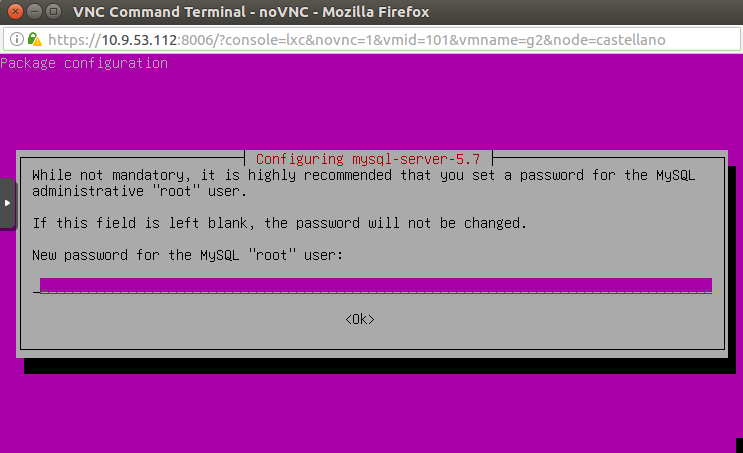 VNC Command Terminal - noVNC - Mozilla Firefox
https://10.9.53.112:8006/?console=lxc&novnc=1&vmid=101&vmname=g2&node=castellano
Package configuration
Configuring mysql-server-5.7
While not mandatory, it is highly recommended that you set a password for the MySQL
administrative "root" user.
If this field is left blank, the password will not be changed.
New password for the MySQL "root" user:
<Ok>